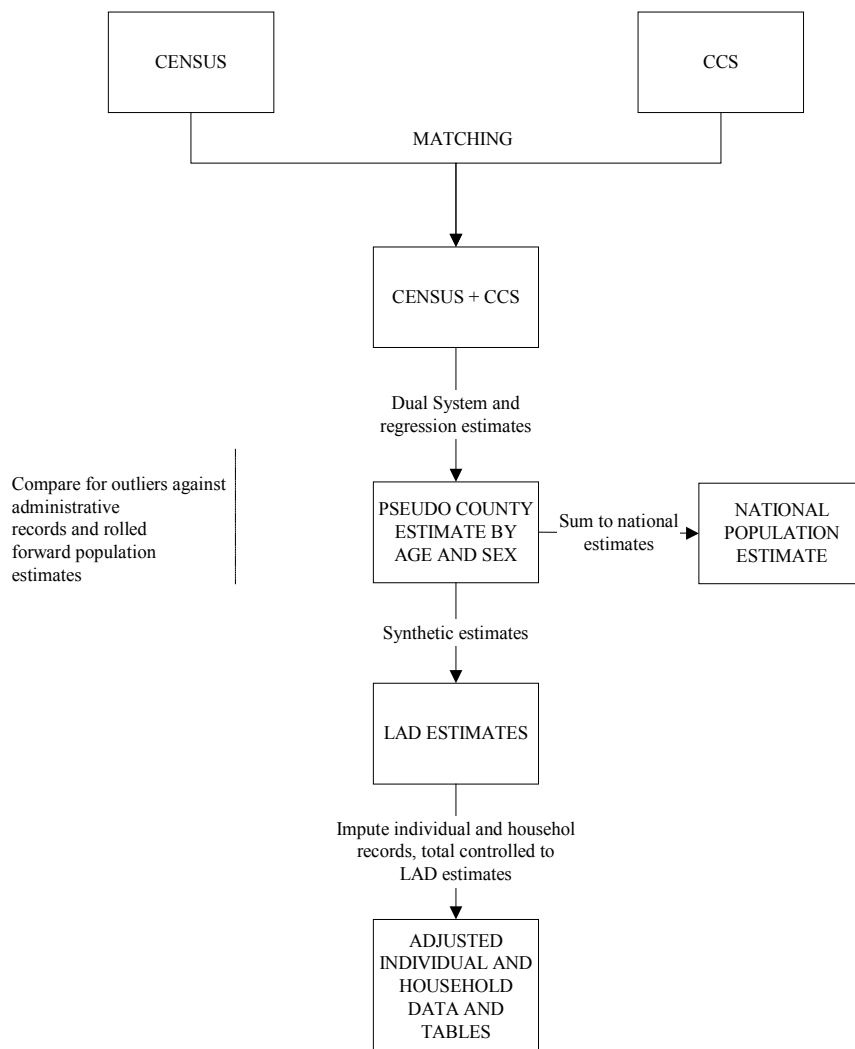 CENSUS
CCS
MATCHING
CENSUS + CCS
Dual System and
regression estimates
Compare for outliers against
administrative
records and rolled
forward population
estimates
PSEUDO COUNTY
ESTIMATE BY
AGE AND SEX
Sum to national
estimates
NATIONAL
POPULATION
ESTIMATE
Synthetic estimates
LAD ESTIMATES
Impute individual and househol
records, total controlled to
LAD estimates
ADJUSTED
INDIVIDUAL AND
HOUSEHOLD
DATA AND
TABLES